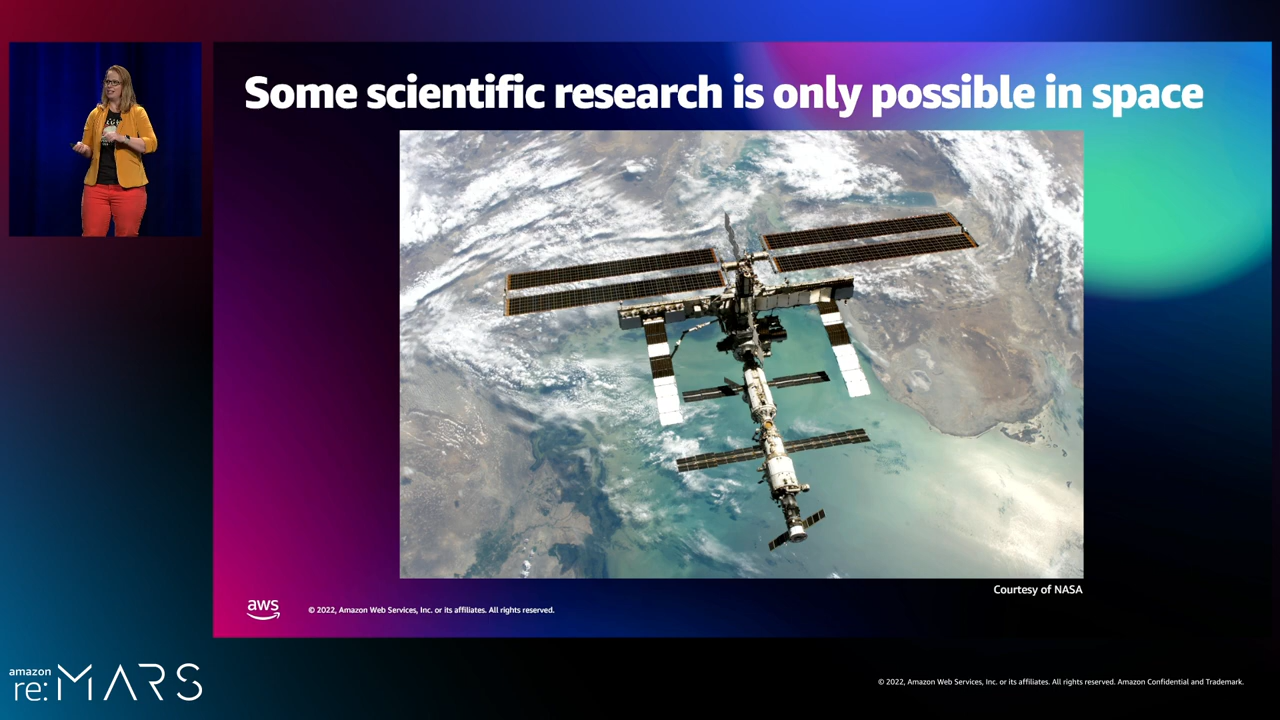 Some scientific research is only possible in space
Courtesy of NASA
aws
© 2022, Amazon Web Services, Inc. or its affiliates. All rights reserved.
amazon
re:MARS
© 2022, Amazon Web Services, Inc. or its affiliates. All rights reserved. Amazon Confidential and Trademark.